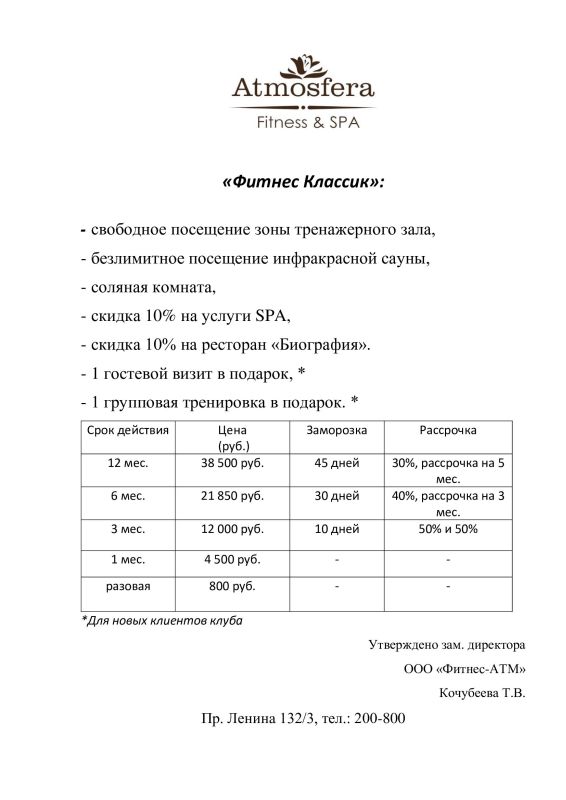 Atmosfera
Fitness & SPA
«Фитнес Классик»:
- свободное посещение зоны тренажерного зала,
- безлимитное посещение инфракрасной сауны,
- соляная комната,
- скидка 10% на услуги SPA,
- скидка 10% на ресторан «Биография».
- 1 гостевой визит в подарок, *
- 1 групповая тренировка в подарок. *
Срок действия Цена Заморозка Рассрочка
(руб.)
12 мес. 38 500 руб. 45 дней 30%, рассрочка на 5
мес.
6 мес. 21 850 руб. 30 дней 40%, рассрочка на 3
мес.
3 мес. 12 000 руб. 10 дней 50% и 50%
1 мес. 4 500 руб. - -
разовая 800 руб. - -
*Для новых клиентов клуба
Утверждено зам. директора
ООО «Фитнес-АТМ»
Кочубеева Т.В.
Пр. Ленина 132/3, тел.: 200-800